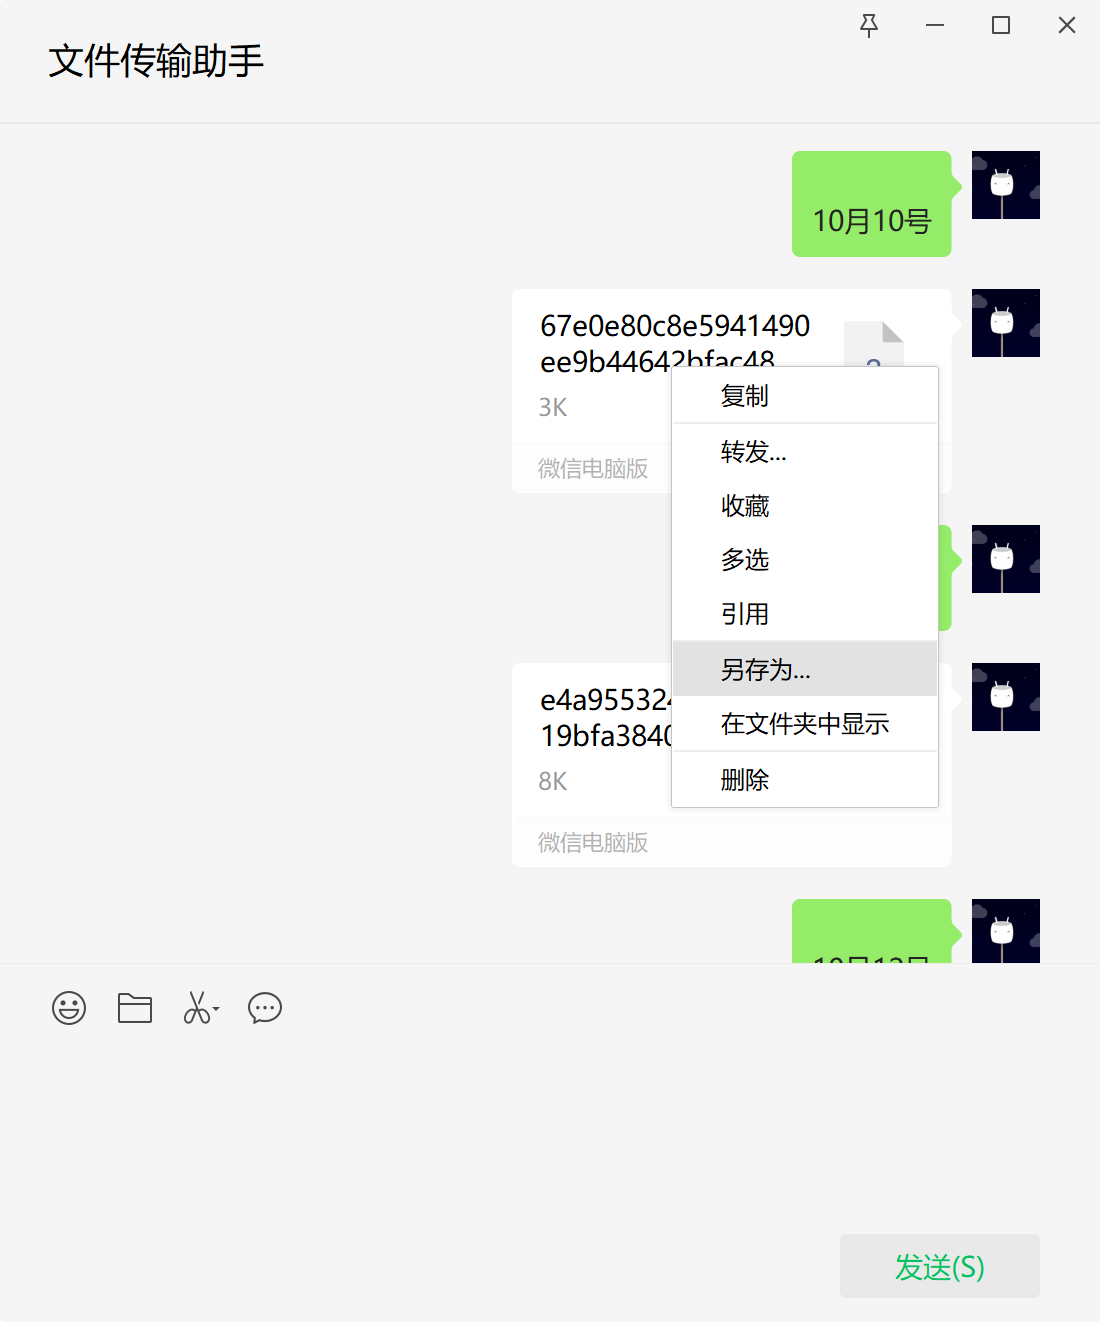 文件传输助手
10月10号
67e0e80c8e5941490
ee9b44642bfac48
3K
微信电脑版
复制
转发...
收藏
多选
引用
另存为...
在文件夹中显示
删除
e4a95532
19bfa384
8K
微信电脑版
发送(S)